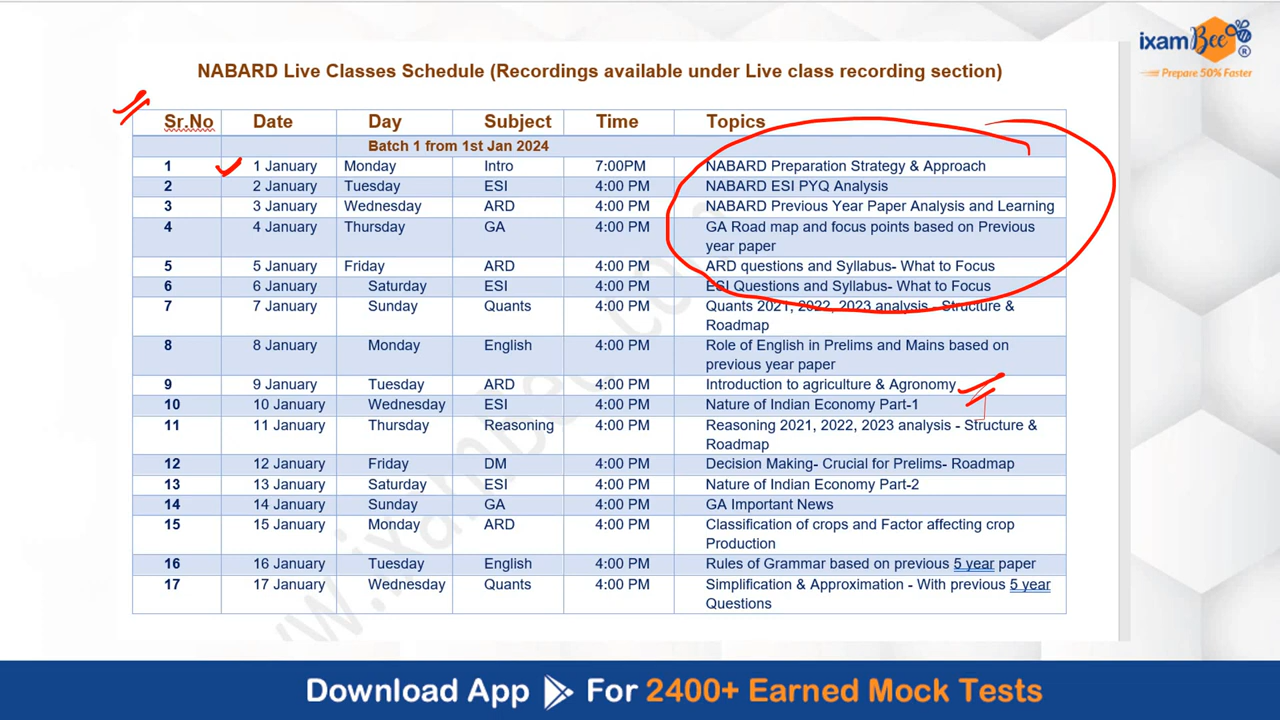 ixamBee
®
Prepare 50% Faster
NABARD Live Classes Schedule (Recordings available under Live class recording section)
Sr.No Date Day Subject Time Topics
Batch 1 from 1st Jan 2024
1 1 January Monday Intro 7:00PM NABARD Preparation Strategy & Approach
2 2 January Tuesday ESI 4:00 PM NABARD ESI PYQ Analysis
3 3 January Wednesday ARD 4:00 PM NABARD Previous Year Paper Analysis and Learning
4 4 January Thursday GA 4:00 PM GA Road map and focus points based on Previous
year paper
5 5 January Friday ARD 4:00 PM ARD questions and Syllabus- What to Focus
6 6 January Saturday ESI 4:00 PM ESI Questions and Syllabus- What to Focus
7 7 January Sunday Quants 4:00 PM Quants 2021, 2022, 2023 analysis - Structure &
Roadmap
8 8 January Monday English 4:00 PM Role of English in Prelims and Mains based on
previous year paper
9 9 January Tuesday ARD 4:00 PM Introduction to agriculture & Agronomy
10 10 January Wednesday ESI 4:00 PM Nature of Indian Economy Part-1
11 11 January Thursday Reasoning 4:00 PM Reasoning 2021, 2022, 2023 analysis - Structure &
Roadmap
12 12 January Friday DM 4:00 PM Decision Making- Crucial for Prelims- Roadmap
13 13 January Saturday ESI 4:00 PM Nature of Indian Economy Part-2
14 14 January Sunday GA 4:00 PM GA Important News
15 15 January Monday ARD 4:00 PM Classification of crops and Factor affecting crop
Production
16 16 January Tuesday English 4:00 PM Rules of Grammar based on previous 5 year paper
17 17 January Wednesday Quants 4:00 PM Simplification & Approximation - With previous 5 year
Questions
Download App For 2400+ Earned Mock Tests